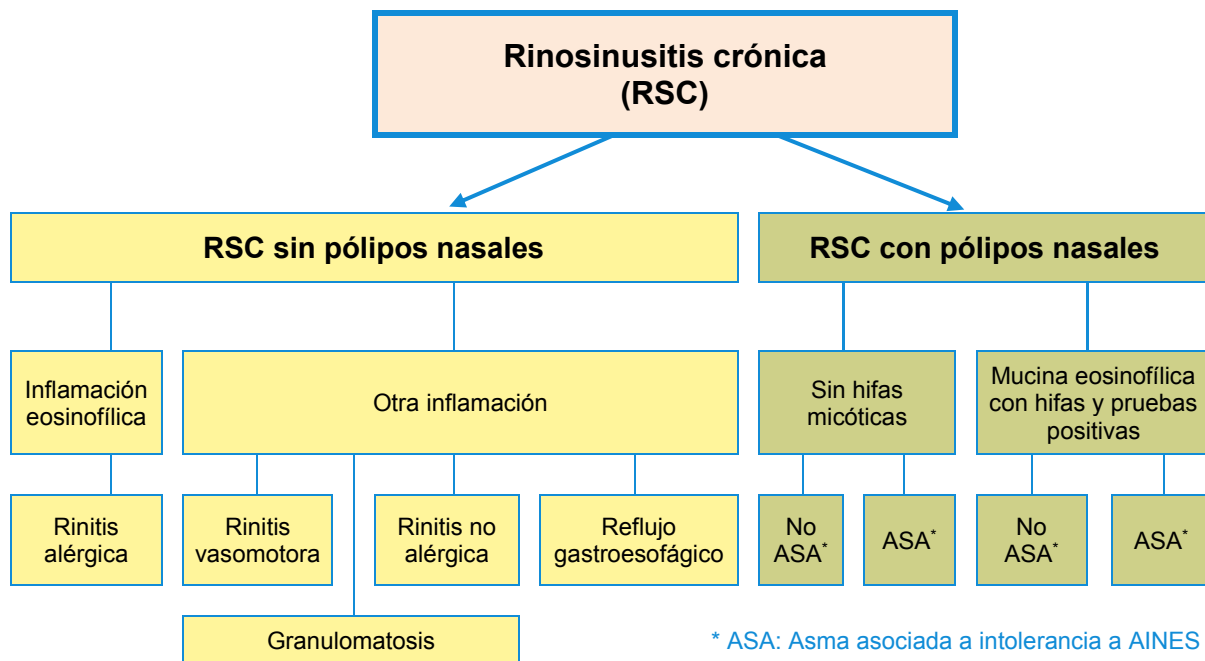 Rinosinusitis crónica
(RSC)
RSC sin pólipos nasales
RSC con pólipos nasales
Inflamación
eosinofílica
Otra inflamación
Sin hifas
micóticas
Mucina eosinofílica
con hifas y pruebas
positivas
Rinitis
alérgica
Rinitis
vasomotora
Rinitis no
alérgica
Reflujo
gastroesofágico
No
ASA*
ASA*
No
ASA*
ASA*
Granulomatosis
* ASA: Asma asociada a intolerancia a AINES